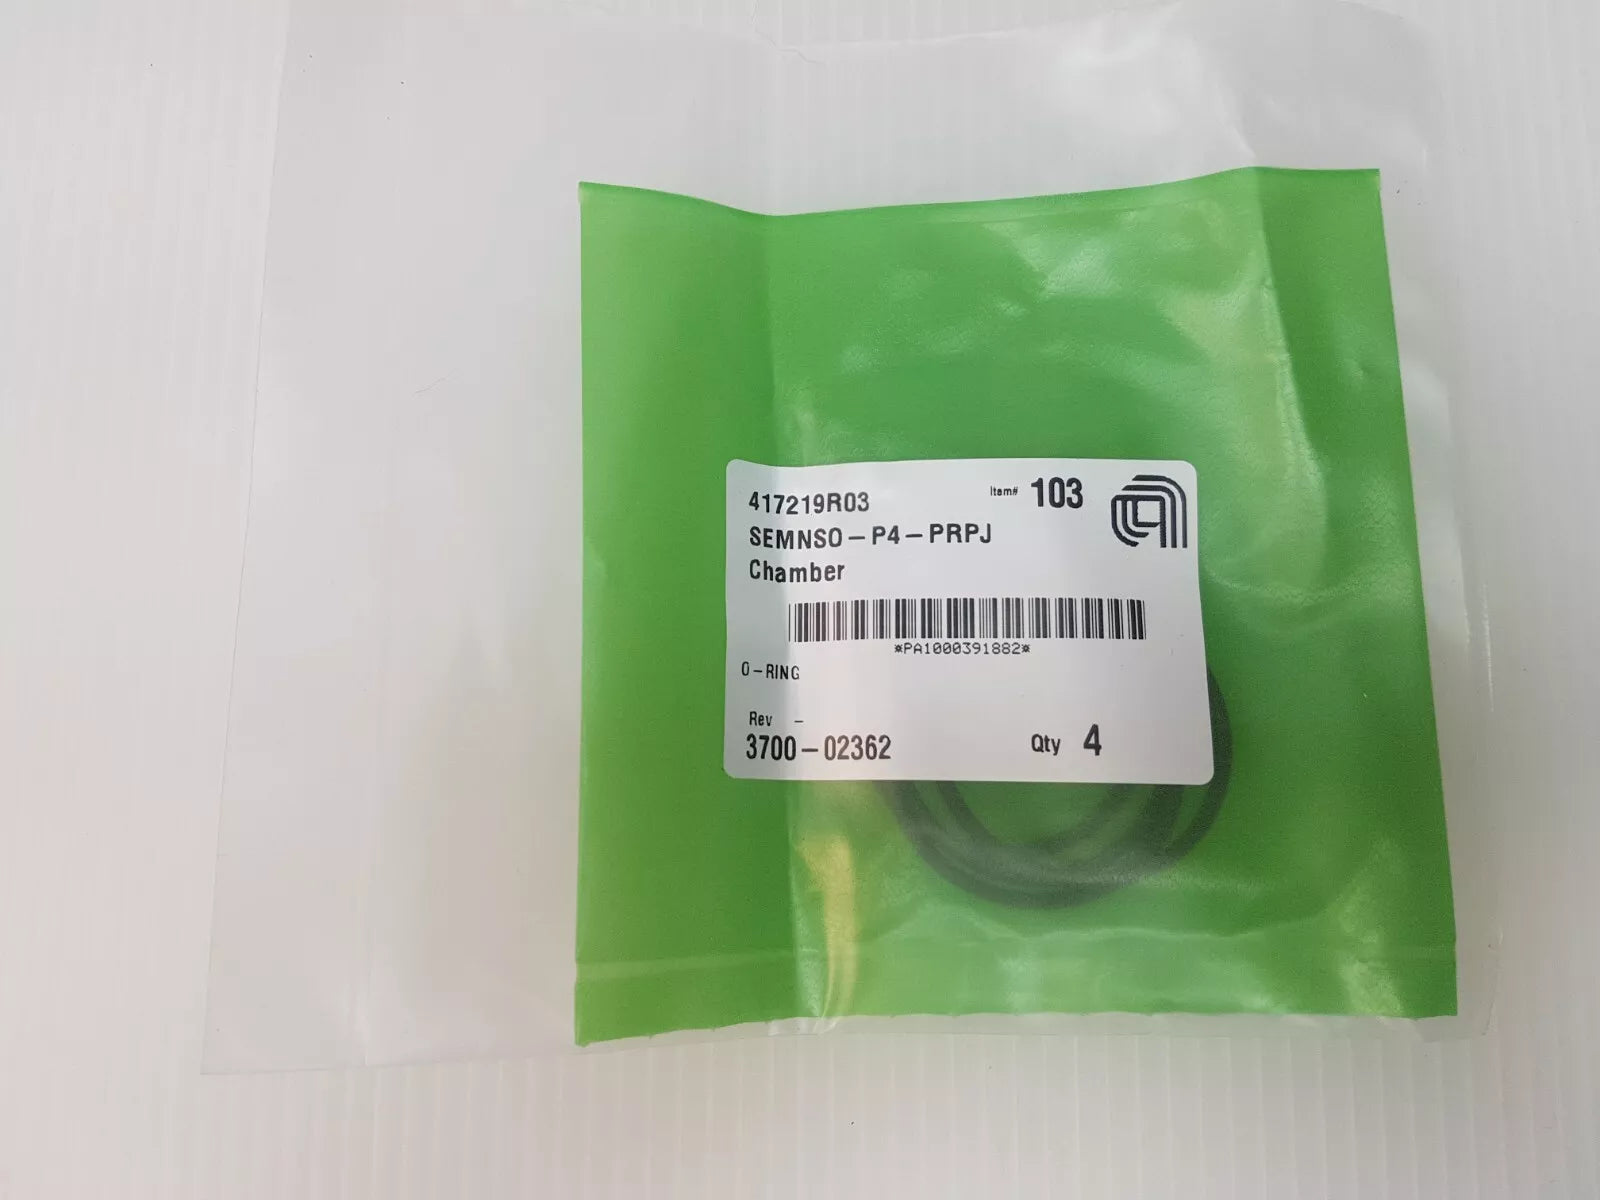 417219R03
Item# 103
SEMNSO-P4-PRPJ
Chamber
*PA1000391882*
O-RING
Rev -
3700-02362
Qty 4